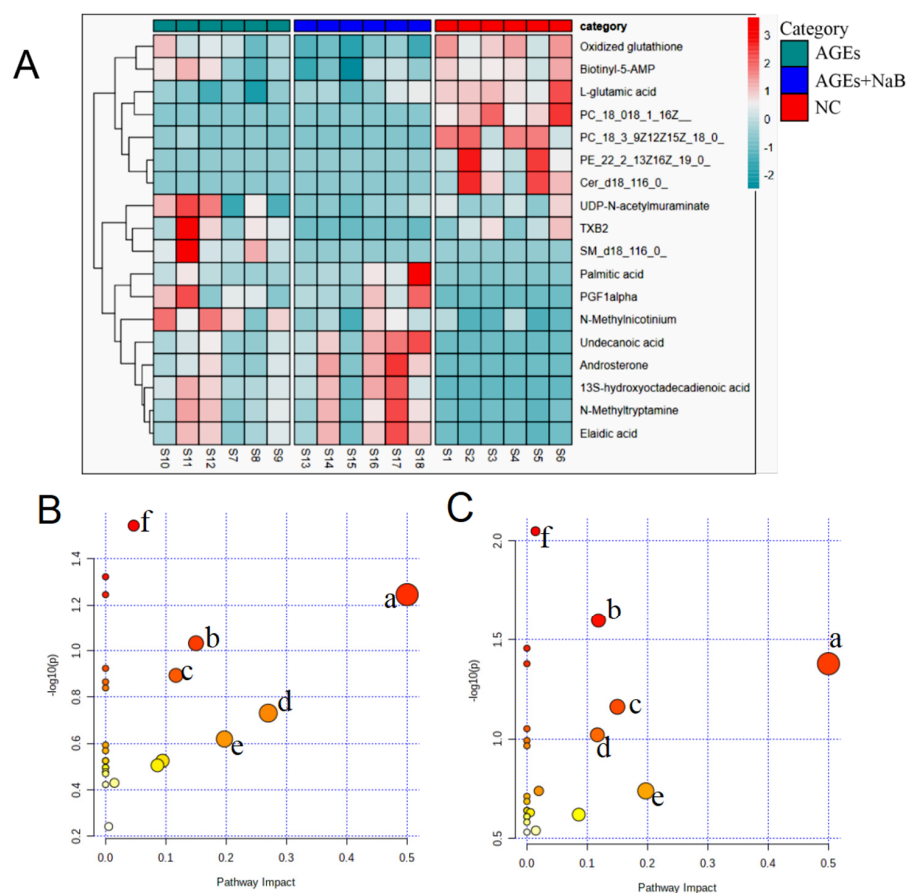 A
category
Oxidized glutathione
Biotinyl-5-AMP
L-glutamic acid
PC_18_018_1_16Z__
PC_18_3_9Z12Z15Z_18_0_
PE_22_2_13Z16Z_19_0_
Cer_d18_116_0_
UDP-N-acetylmuraminate
TXB2
SM_d18_116_0_
Palmitic acid
PGF1alpha
N-Methylnicotinium
Undecanoic acid
Androsterone
13S-hydroxyoctadecadienoic acid
N-Methyltryptamine
Elaidic acid
S10 S11 S12 S7 S8 S9 S13 S14 S15 S16 S17 S18 S1 S2 S3 S4 S5 S6
3
2
1
0
-1
-2
Category
AGEs
AGEs+NaB
NC
B
f
a
b
c
d
e
-log10(p)
1.4
1.2
1.0
0.8
0.6
0.4
0.2
0.0 0.1 0.2 0.3 0.4 0.5
Pathway Impact
C
f
b
a
c
d
e
-log10(p)
2.0
1.5
1.0
0.5
0.0 0.1 0.2 0.3 0.4 0.5
Pathway Impact